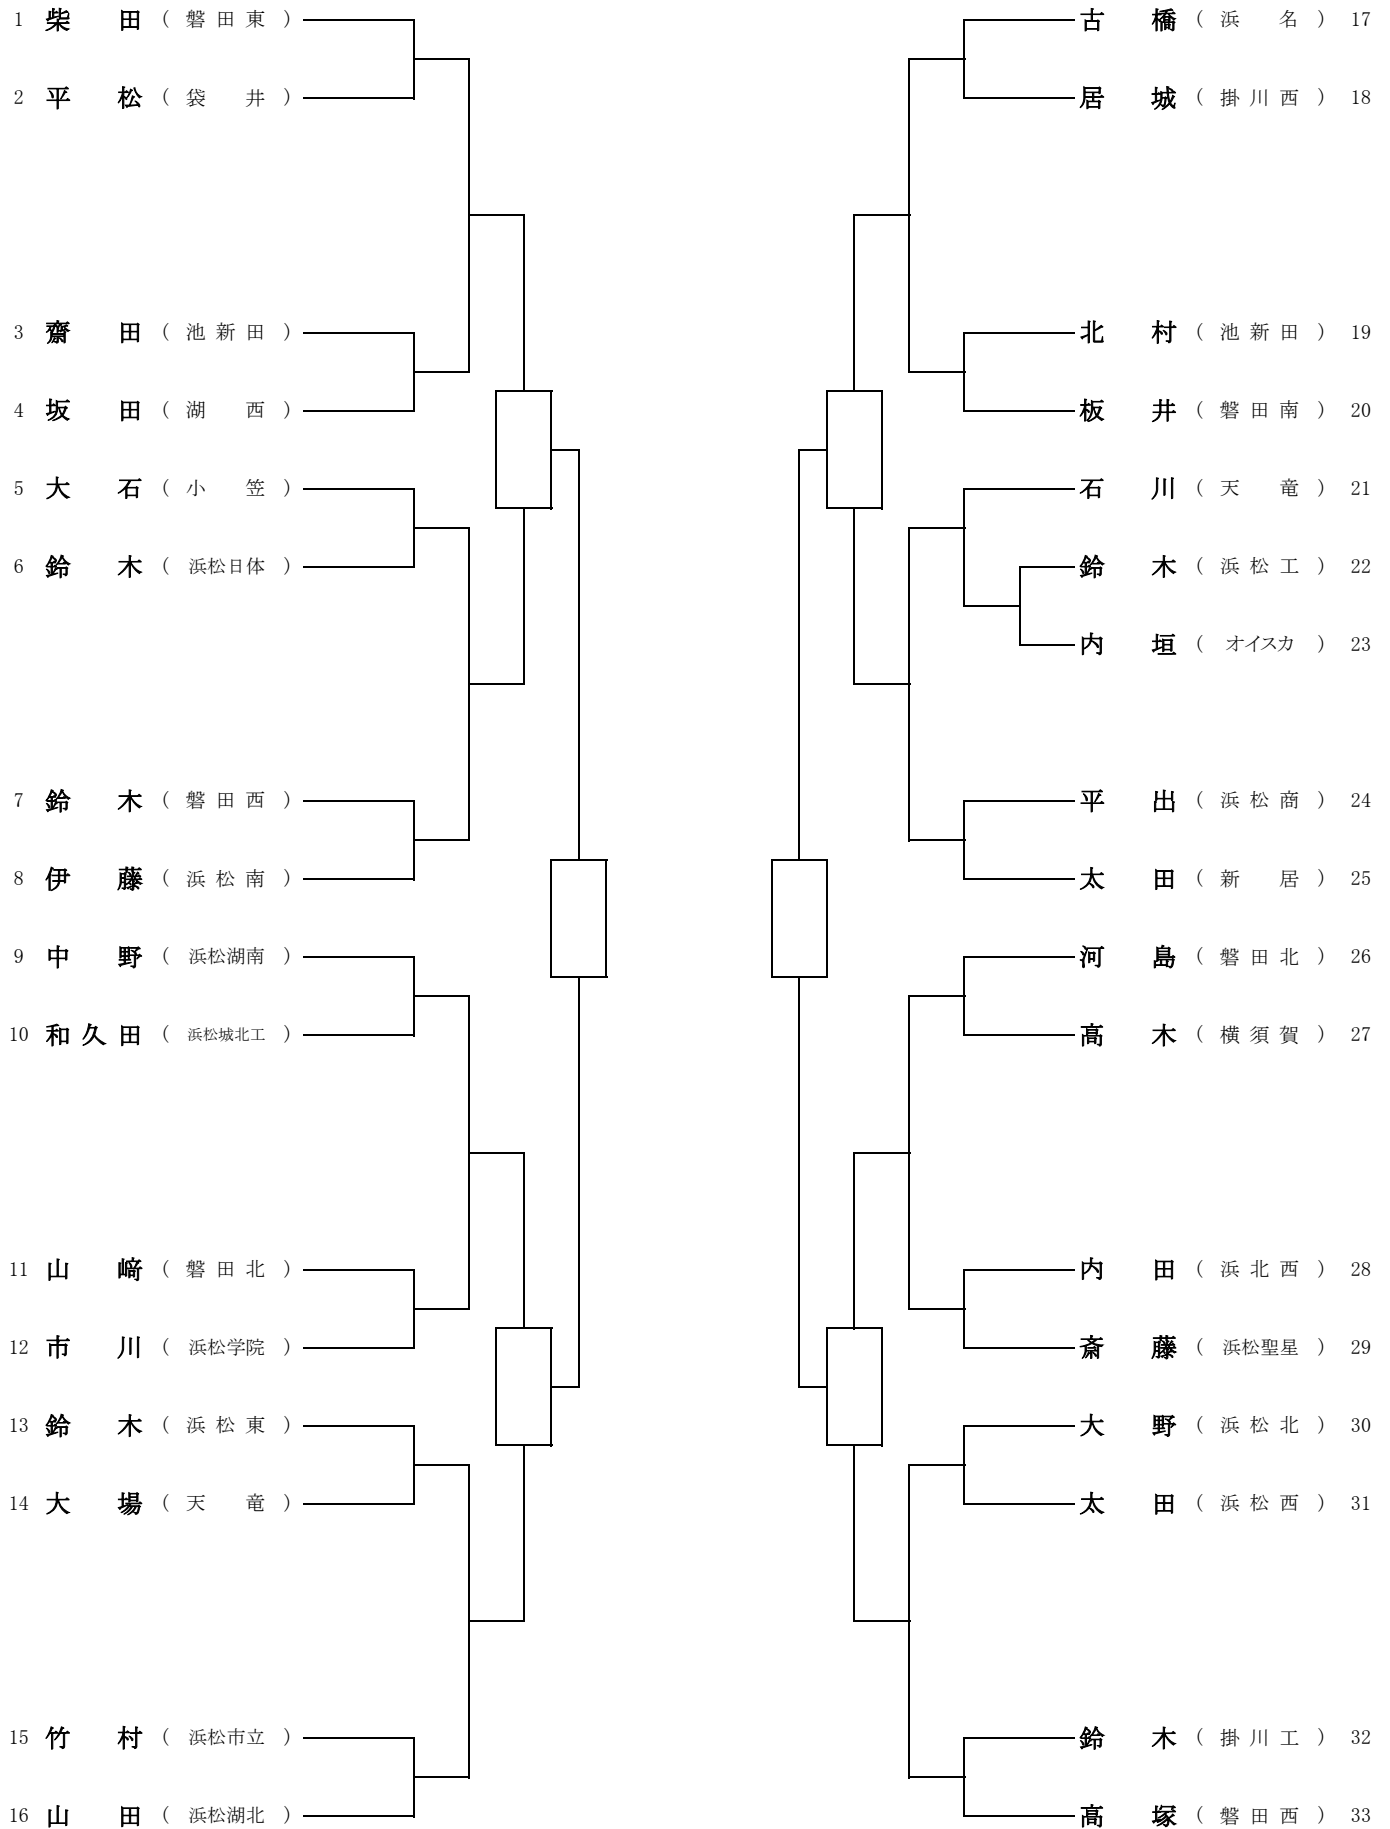 1 柴田 (磐田東)
2 平松 (袋井)
3 齋田 (池新田)
4 坂田 (湖西)
5 大石 (小笠)
6 鈴木 (浜松日体)
7 鈴木 (磐田西)
8 伊藤 (浜松南)
9 中野 (浜松湖南)
10 和久田 (浜松城北工)
11 山﨑 (磐田北)
12 市川 (浜松学院)
13 鈴木 (浜松東)
14 大場 (天竜)
15 竹村 (浜松市立)
16 山田 (浜松湖北)
古橋 (浜名) 17
居城 (掛川西) 18
北村 (池新田) 19
板井 (磐田南) 20
石川 (天竜) 21
鈴木 (浜松工) 22
内垣 (オイスカ) 23
平出 (浜松商) 24
太田 (新居) 25
河島 (磐田北) 26
髙木 (横須賀) 27
内田 (浜北西) 28
斎藤 (浜松聖星) 29
大野 (浜松北) 30
太田 (浜松西) 31
鈴木 (掛川工) 32
髙塚 (磐田西) 33